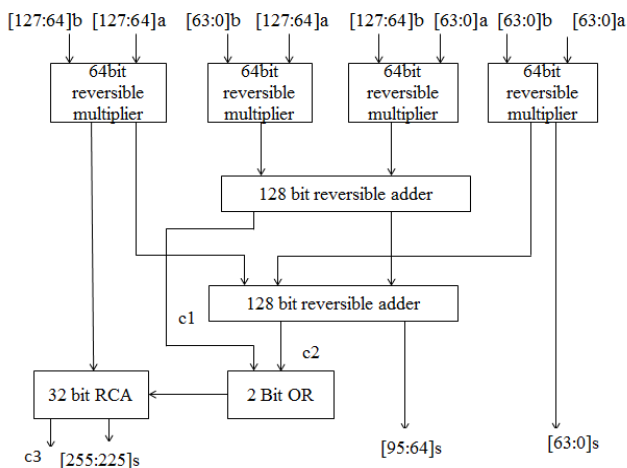 [127:64]b [127:64]a [63:0]b [127:64]a [127:64]b [63:0]a [63:0]b [63:0]a
64bit
reversible
multiplier
64bit
reversible
multiplier
64bit
reversible
multiplier
64bit
reversible
multiplier
128 bit reversible adder
128 bit reversible adder
c1
c2
32 bit RCA
2 Bit OR
c3
[255:225]s
[95:64]s
[63:0]s